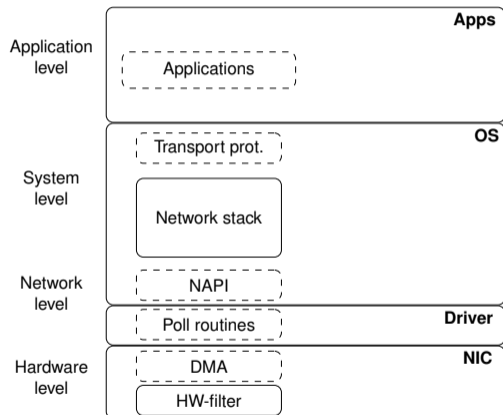 Apps
Application
level
Applications
OS
Transport prot.
System
level
Network stack
Network
level
NAPI
Driver
Poll routines
NIC
Hardware
level
DMA
HW-filter